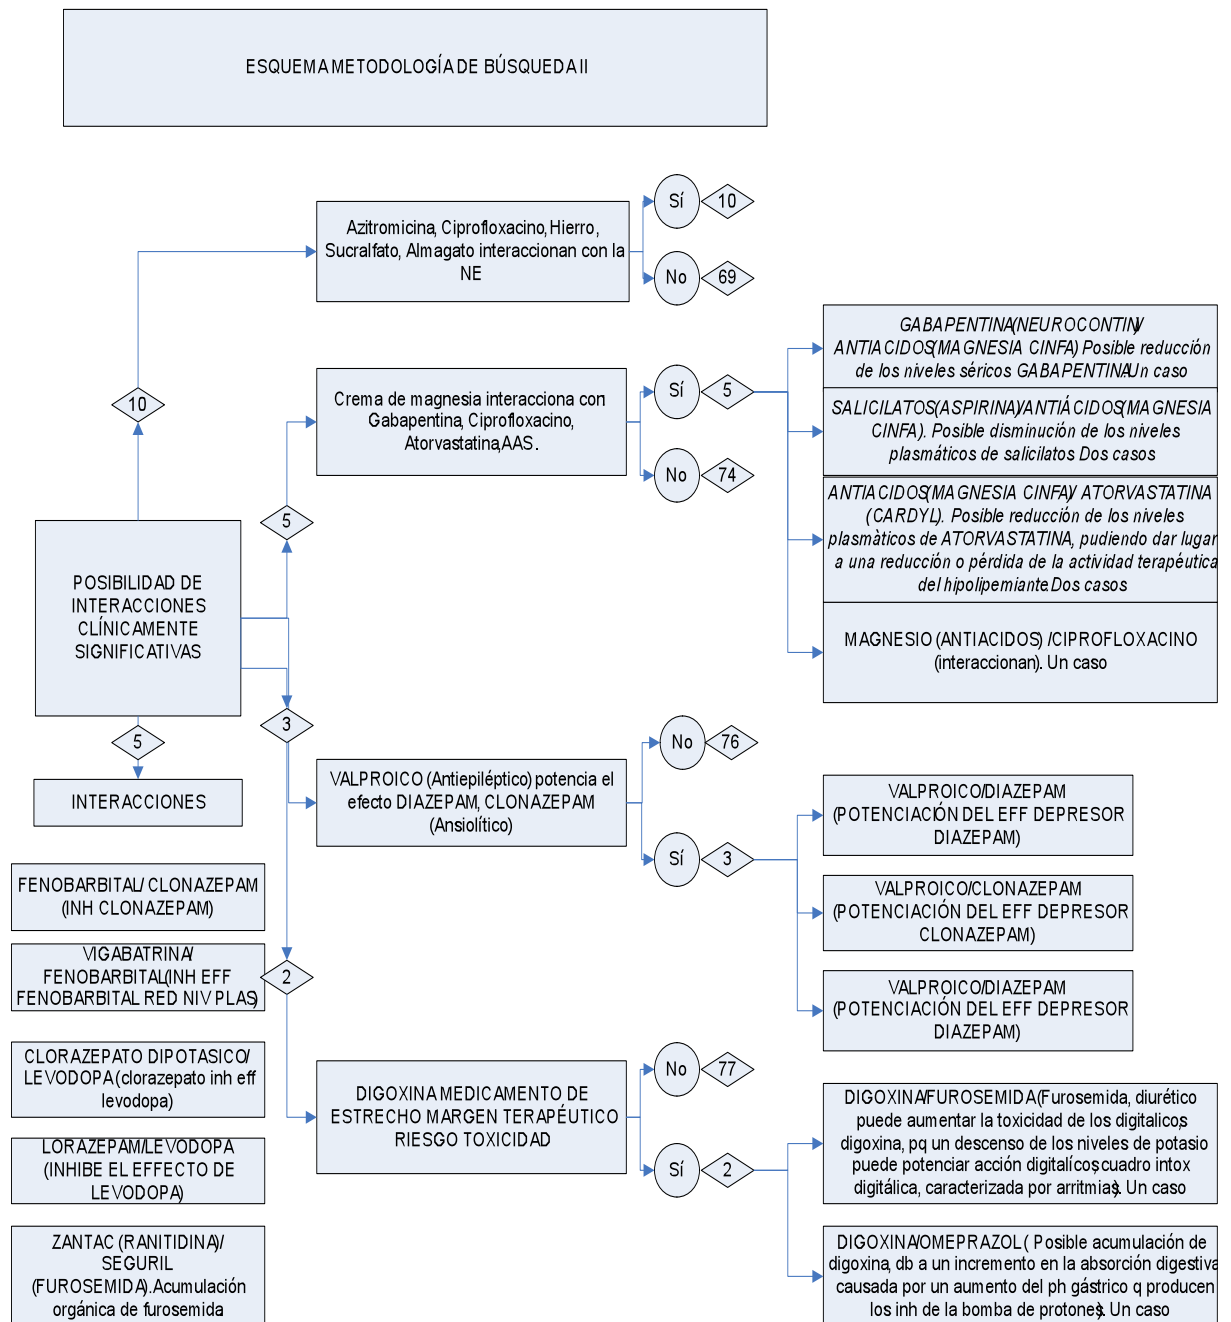 ESQUEMA METODOLOGÍA DE BÚSQUEDA II
Azitromicina, Ciprofloxacino, Hierro,
Sucralfato, Almagato interaccionan con la
NE
Sí
10
No
69
10
Crema de magnesia interacciona con
Gabapentina, Ciprofloxacino,
Atorvastatina,AAS.
Sí
5
No
74
GABAPENTINA(NEUROCONTIN)/
ANTIACIDOS(MAGNESIA CINFA) Posible reducción
de los niveles séricos GABAPENTINA.Un caso
SALICILATOS(ASPIRINA)/ANTIÁCIDOS(MAGNESIA
CINFA). Posible disminución de los niveles
plasmáticos de salicilatos. Dos casos
ANTIACIDOS(MAGNESIA CINFA)/ ATORVASTATINA
(CARDYL). Posible reducción de los niveles
plasmàticos de ATORVASTATINA, pudiendo dar lugar
a una reducción o pérdida de la actividad terapéutica
del hipolipemiante.Dos casos
MAGNESIO (ANTIACIDOS) /CIPROFLOXACINO
(interaccionan). Un caso
5
POSIBILIDAD DE
INTERACCIONES
CLÍNICAMENTE
SIGNIFICATIVAS
3
5
INTERACCIONES
VALPROICO (Antiepiléptico) potencia el
efecto DIAZEPAM, CLONAZEPAM
(Ansiolítico)
No
76
Sí
3
VALPROICO/DIAZEPAM
(POTENCIACIÓN DEL EFF DEPRESOR
DIAZEPAM)
VALPROICO/CLONAZEPAM
(POTENCIACIÓN DEL EFF DEPRESOR
CLONAZEPAM)
VALPROICO/DIAZEPAM
(POTENCIACIÓN DEL EFF DEPRESOR
DIAZEPAM)
FENOBARBITAL/ CLONAZEPAM
(INH CLONAZEPAM)
VIGABATRINA/
FENOBARBITAL(INH EFF
FENOBARBITAL RED NIV PLAS)
2
CLORAZEPATO DIPOTASICO/
LEVODOPA (clorazepato inh eff
levodopa)
LORAZEPAM/LEVODOPA
(INHIBE EL EFFECTO DE
LEVODOPA)
ZANTAC (RANITIDINA)/
SEGURIL
(FUROSEMIDA).Acumulación
orgánica de furosemida
DIGOXINA MEDICAMENTO DE
ESTRECHO MARGEN TERAPÉUTICO
RIESGO TOXICIDAD
No
77
Sí
2
DIGOXINA/FUROSEMIDA (Furosemida, diurético
puede aumentar la toxicidad de los digitalicos,
digoxina, pq un descenso de los niveles de potasio
puede potenciar acción digitalícos;cuadro intox
digitálica, caracterizada por arritmias). Un caso
DIGOXINA/OMEPRAZOL ( Posible acumulación de
digoxina, db a un incremento en la absorción digestiva
causada por un aumento del ph gástrico q producen
los inh de la bomba de protones). Un caso